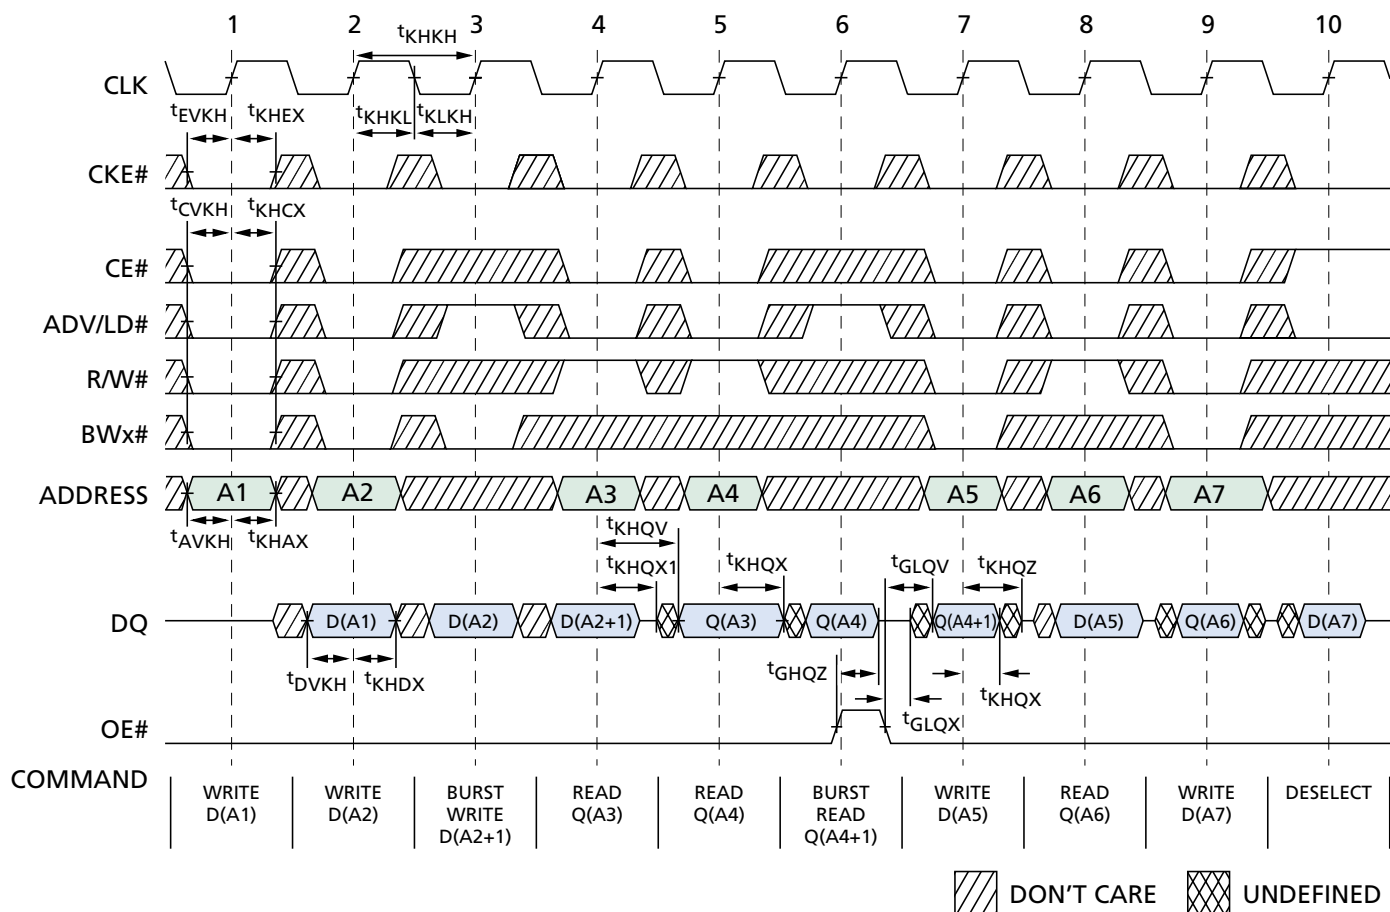 1 2 3 4 5 6 7 8 9 10
tKHKH
CLK
tEVKH tKHEX tKHKL tKLKH
CKE#
tCVKH tKHCX
CE#
ADV/LD#
R/W#
BWx#
ADDRESS A1 A2 A3 A4 A5 A6 A7
tAVKH tKHAX
tKHQV
tKHQX1 tKHQX tGLQV tKHQZ
DQ D(A1) D(A2) D(A2+1) Q(A3) Q(A4) Q(A4+1) D(A5) Q(A6) D(A7)
tDVKH tKHDX tGHQZ tKHQX
tGLQX
OE#
COMMAND
WRITE D(A1)
WRITE D(A2)
BURST WRITE D(A2+1)
READ Q(A3)
READ Q(A4)
BURST READ Q(A4+1)
WRITE D(A5)
READ Q(A6)
WRITE D(A7)
DESELECT
DON'T CARE UNDEFINED